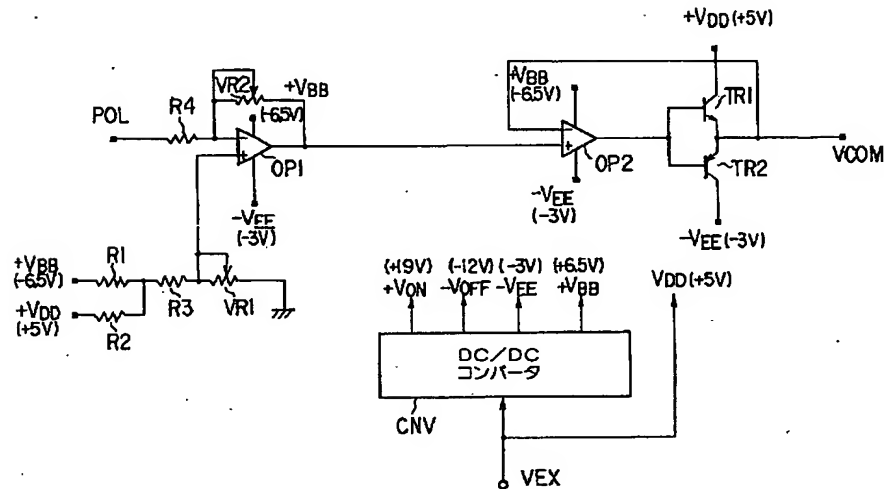 +VDD(+5V)
+VBB
VR2
(-6.5V)
POL
R4
OP1
-VEE
(-3V)
+VBB
(-6.5V)
OP2
-VEE
(-3V)
TR1
VCOM
TR2
-VEE(-3V)
+VBB
(-6.5V)
R1
R3
VR1
+VDD
(+5V)
R2
(+19V)
+VON
(-12V)
-VOFF
(-3V)
-VEE
(+6.5V)
+VBB
VDD(+5V)
DC/DC
コンバータ
CNV
VEX